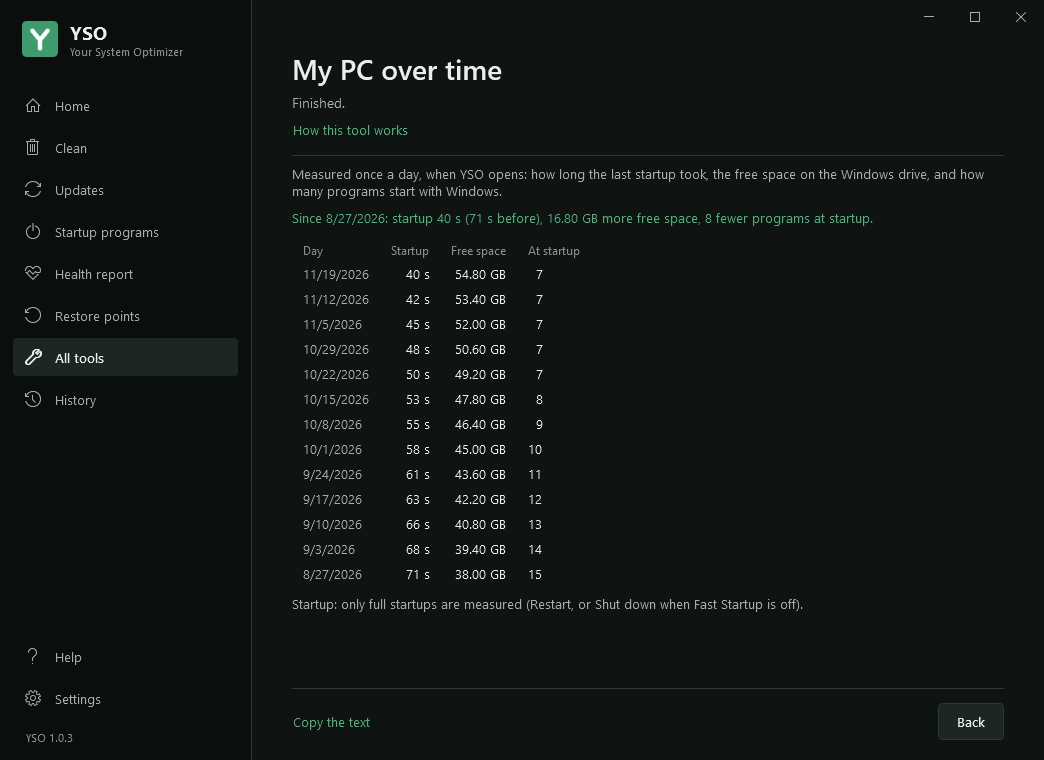 YSO
Your System Optimizer
Home
Clean
Updates
Startup programs
Health report
Restore points
All tools
History
Help
Settings
YSO 1.0.3
My PC over time
Finished.
How this tool works
Measured once a day, when YSO opens: how long the last startup took, the free space on the Windows drive, and how
many programs start with Windows.
Since 8/27/2026: startup 40 s (71 s before), 16.80 GB more free space, 8 fewer programs at startup.
Day Startup Free space At startup
11/19/2026 40 s 54.80 GB 7
11/12/2026 42 s 53.40 GB 7
11/5/2026 45 s 52.00 GB 7
10/29/2026 48 s 50.60 GB 7
10/22/2026 50 s 49.20 GB 7
10/15/2026 53 s 47.80 GB 8
10/8/2026 55 s 46.40 GB 9
10/1/2026 58 s 45.00 GB 10
9/24/2026 61 s 43.60 GB 11
9/17/2026 63 s 42.20 GB 12
9/10/2026 66 s 40.80 GB 13
9/3/2026 68 s 39.40 GB 14
8/27/2026 71 s 38.00 GB 15
Startup: only full startups are measured (Restart, or Shut down when Fast Startup is off).
Copy the text
Back